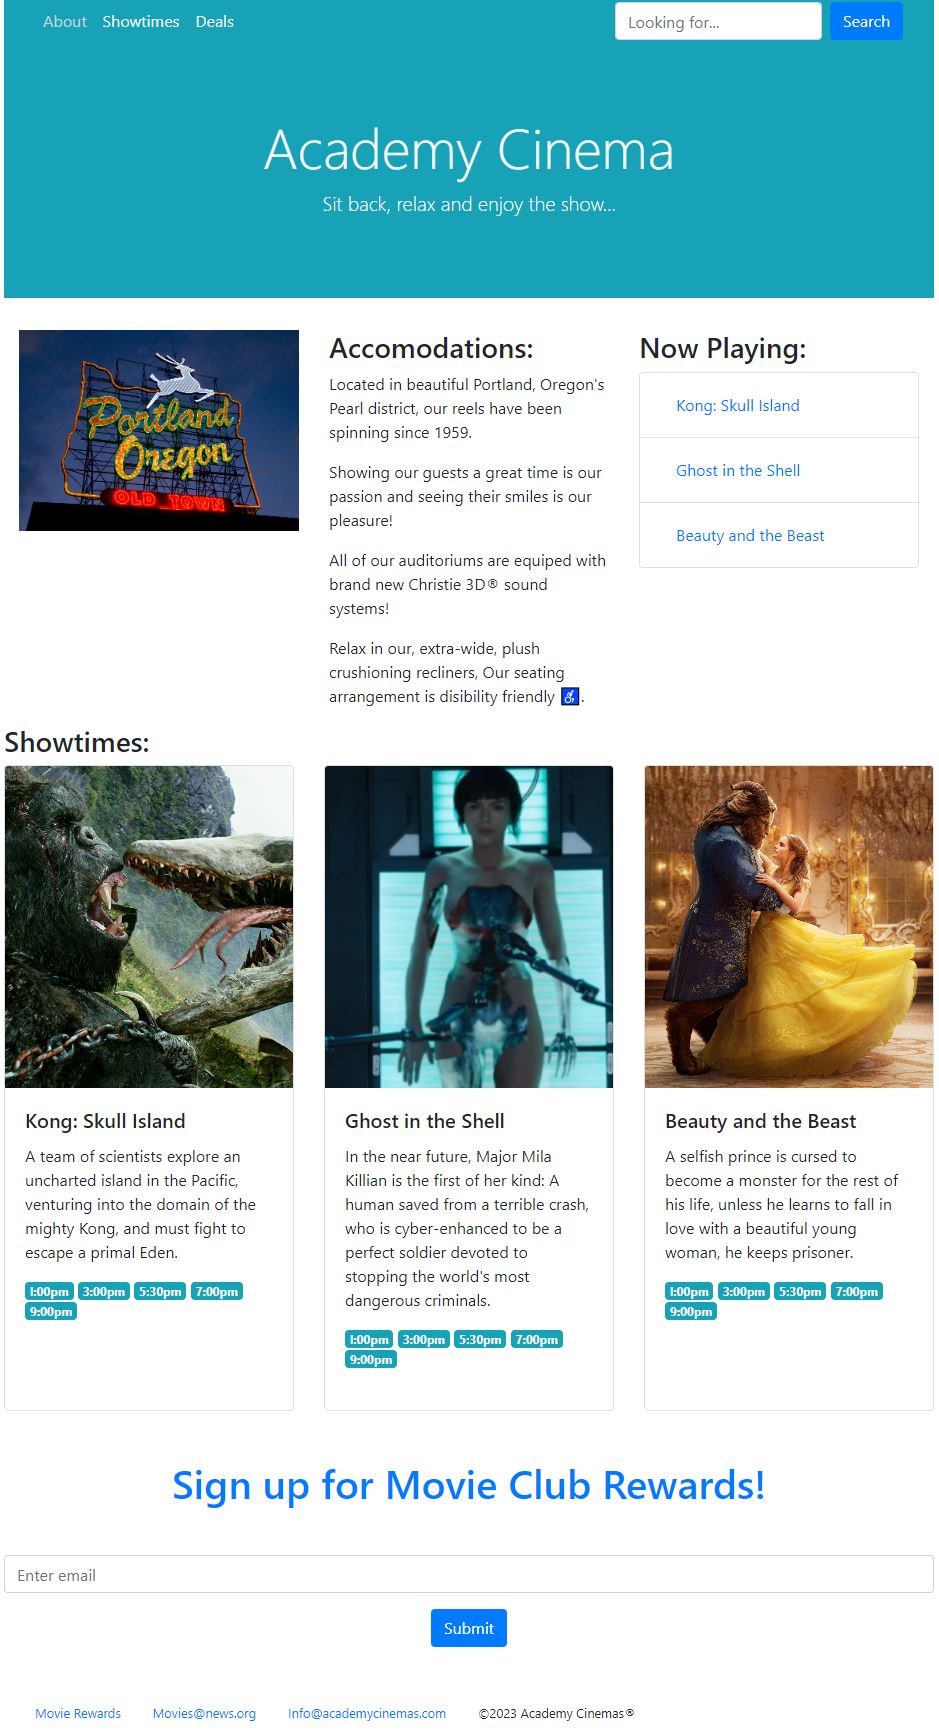 About Showtimes Deals
Looking for... Search
Academy Cinema
Sit back, relax and enjoy the show...
Portland
Oregon
OLD TOWN
Accomodations:
Located in beautiful Portland, Oregon's
Pearl district, our reels have been
spinning since 1959.
Showing our guests a great time is our
passion and seeing their smiles is our
pleasure!
All of our auditoriums are equiped with
brand new Christie 3D® sound
systems!
Relax in our, extra-wide, plush
crushioning recliners, Our seating
arrangement is disibility friendly ♿.
Now Playing:
Kong: Skull Island
Ghost in the Shell
Beauty and the Beast
Showtimes:
Kong: Skull Island
A team of scientists explore an
uncharted island in the Pacific,
venturing into the domain of the
mighty Kong, and must fight to
escape a primal Eden.
1:00pm 3:00pm 5:30pm 7:00pm
9:00pm
Ghost in the Shell
In the near future, Major Mila
Killian is the first of her kind: A
human saved from a terrible crash,
who is cyber-enhanced to be a
perfect soldier devoted to
stopping the world's most
dangerous criminals.
1:00pm 3:00pm 5:30pm 7:00pm
9:00pm
Beauty and the Beast
A selfish prince is cursed to
become a monster for the rest of
his life, unless he learns to fall in
love with a beautiful young
woman, he keeps prisoner.
1:00pm 3:00pm 5:30pm 7:00pm
9:00pm
Sign up for Movie Club Rewards!
Enter email
Submit
Movie Rewards Movies@news.org Info@academycinemas.com ©2023 Academy Cinemas®